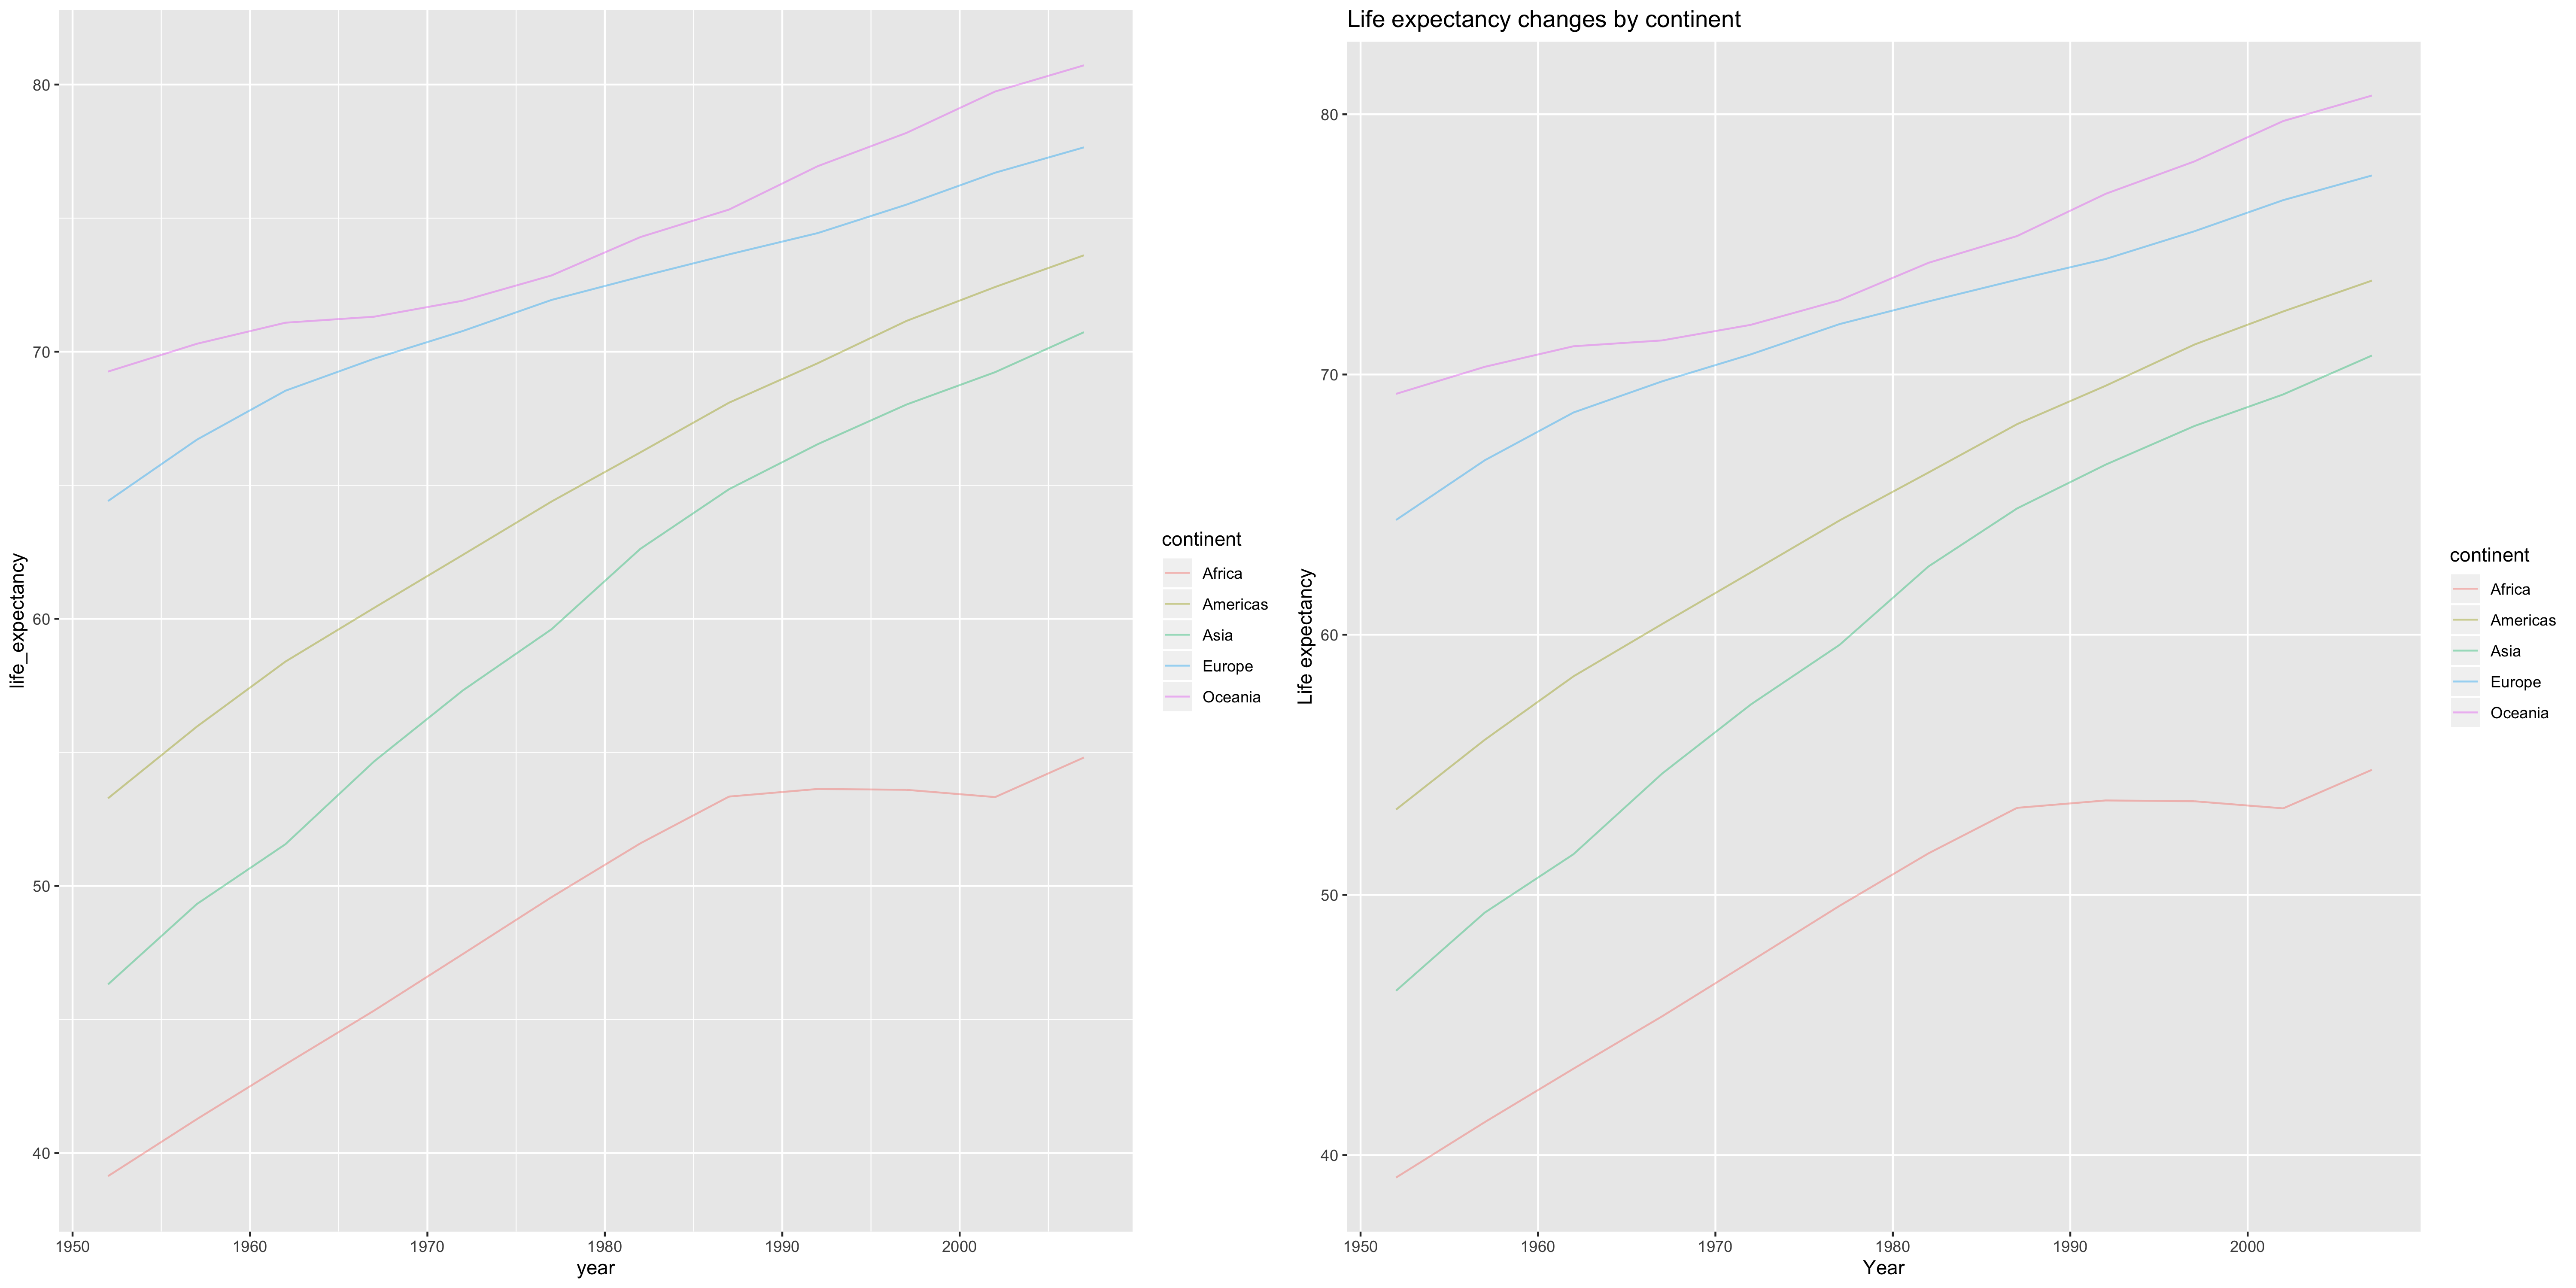 80
70
60
50
40
life_expectancy
1950 1960 1970 1980 1990 2000
year
continent
Africa
Americas
Asia
Europe
Oceania
Life expectancy changes by continent
80
70
60
50
40
Life expectancy
1950 1960 1970 1980 1990 2000
Year
continent
Africa
Americas
Asia
Europe
Oceania